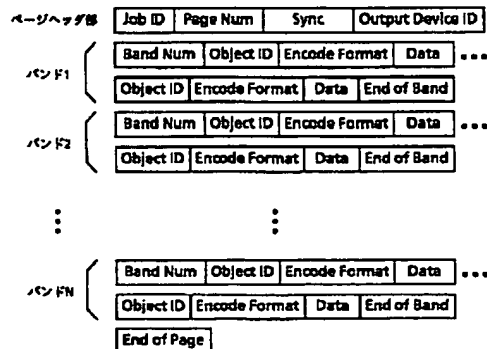 ページヘッダ部 Job ID Page Num Sync Output Device ID
バンド1 Band Num Object ID Encode Format Data •••
Object ID Encode Format Data End of Band
バンド2 Band Num Object ID Encode Format Data •••
Object ID Encode Format Data End of Band
バンドN Band Num Object ID Encode Format Data •••
Object ID Encode Format Data End of Band
End of Page